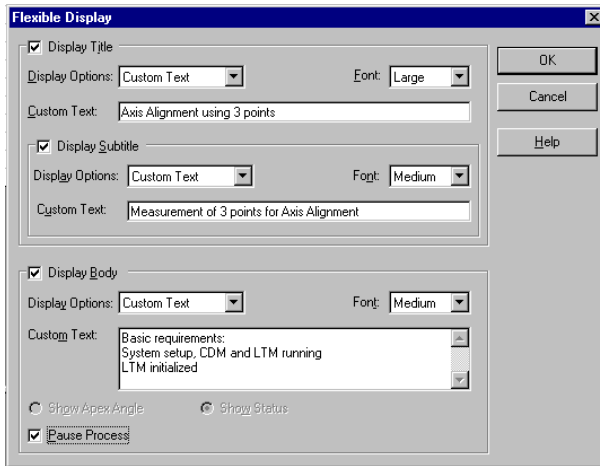 Flexible Display
Display Title
OK
Display Options: Custom Text Font: Large
Cancel
Custom Text: Axis Alignment using 3 points
Help
Display Subtitle
Display Options: Custom Text Font: Medium
Custom Text: Measurement of 3 points for Axis Alignment
Display Body
Display Options: Custom Text Font: Medium
Custom Text: Basic requirements:
System setup, CDM and LTM running
LTM initialized
Show Apex Angle Show Status
Pause Process